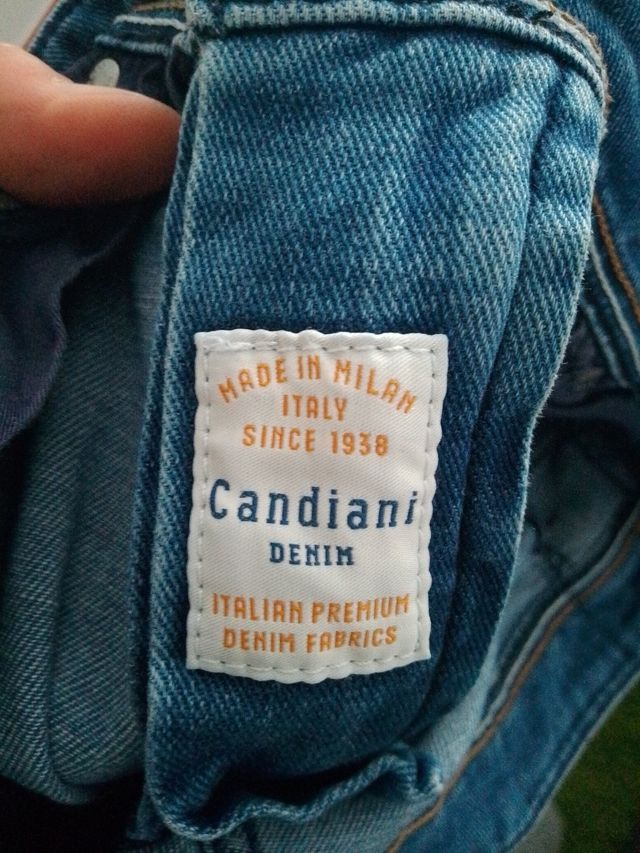 MADE IN MILAN
ITALY
SINCE 1938
Candiani
DENIM
ITALIAN PREMIUM
DENIM FABRICS